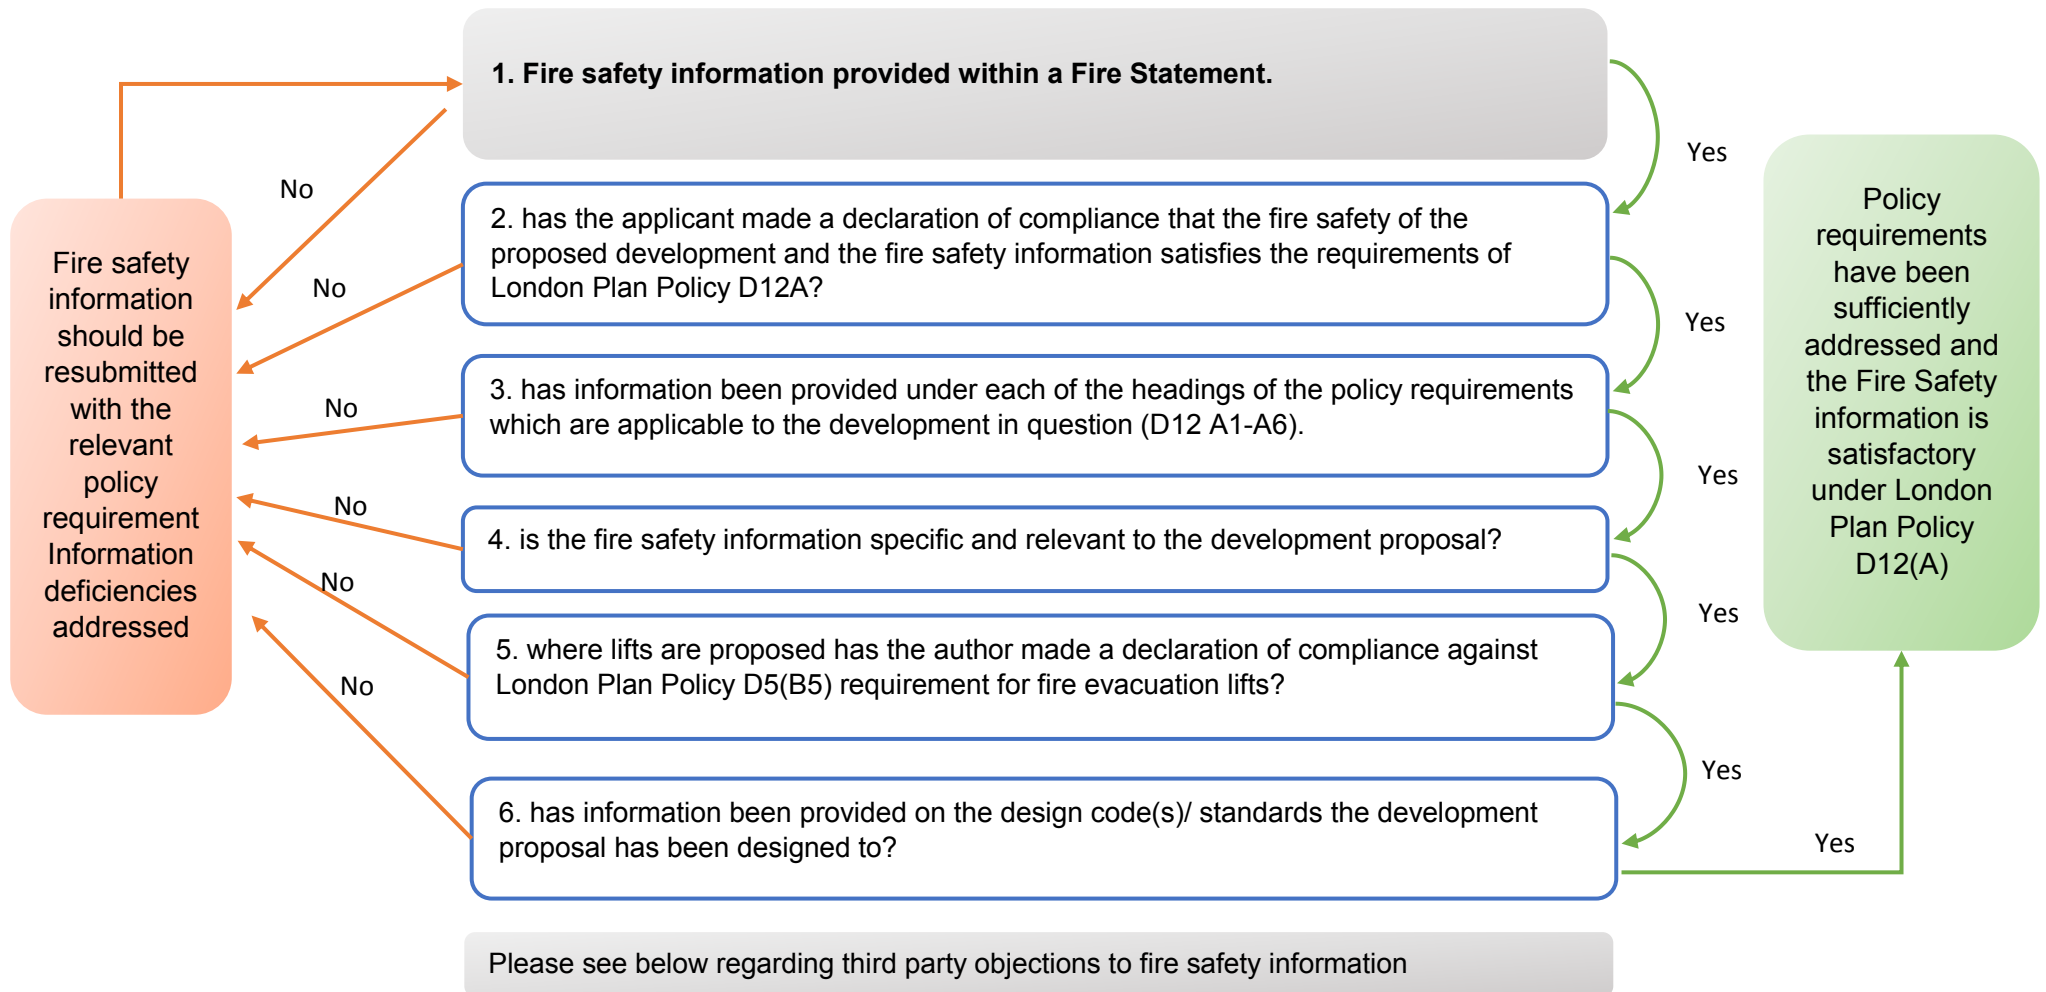 1. Fire safety information provided within a Fire Statement.
Yes
No
2. has the applicant made a declaration of compliance that the fire safety of the
proposed development and the fire safety information satisfies the requirements of
London Plan Policy D12A?
No
Yes
3. has information been provided under each of the headings of the policy requirements
which are applicable to the development in question (D12 A1-A6).
No
Yes
4. is the fire safety information specific and relevant to the development proposal?
No
Yes
5. where lifts are proposed has the author made a declaration of compliance against
London Plan Policy D5(B5) requirement for fire evacuation lifts?
No
Yes
6. has information been provided on the design code(s)/ standards the development
proposal has been designed to?
No
Yes
Fire safety
information
should be
resubmitted
with the
relevant
policy
requirement
Information
deficiencies
addressed
Policy
requirements
have been
sufficiently
addressed and
the Fire Safety
information is
satisfactory
under London
Plan Policy
D12(A)
Please see below regarding third party objections to fire safety information